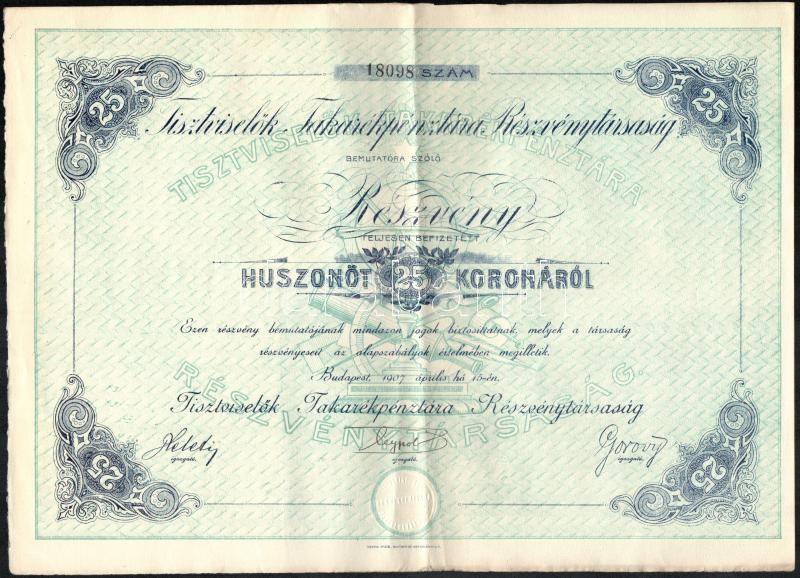 18098 SZÁM
25
25
Tisztviselők Takarékpénztára Részvénytársaság
TISZTVISELŐK TAKARÉKPÉNZTÁRA
BEMUTATÓRA SZÓLÓ
Részvény
TELJESEN BEFIZETETT
HUSZONÖT 25 KORONÁRÓL
Ezen részvény bemutatójának mindazon jogok biztosíttatnak, melyek a társaság
részvényeseit az alapszabályok értelmében megilletik.
Budapest, 1907 április hó 15-én.
RÉSZVÉNYTÁRSASÁG.
Tisztviselők Takarékpénztára Részvénytársaság
igazgató.
igazgató.
igazgató.
25
25